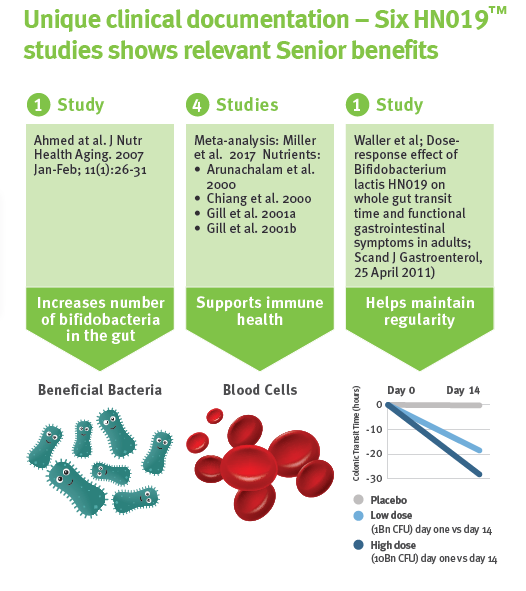 Unique clinical documentation – Six HN019™
studies shows relevant Senior benefits
1 Study
Ahmed at al. J Nutr
Health Aging. 2007
Jan-Feb; 11(1):26-31
Increases number
of bifidobacteria
in the gut
Beneficial Bacteria
4 Studies
Meta-analysis: Miller
et al. 2017 Nutrients:
• Arunachalam et al.
2000
• Chiang et al. 2000
• Gill et al. 2001a
• Gill et al. 2001b
Supports immune
health
Blood Cells
1 Study
Waller et al; Dose-
response effect of
Bifidobacterium
lactis HN019 on
whole gut transit
time and functional
gastrointestinal
symptoms in adults;
Scand J Gastroenterol,
25 April 2011)
Helps maintain
regularity
Day 0 Day 14
Colonic Transit Time (hours)
0
-10
-20
-30
Placebo
Low dose
(1Bn CFU) day one vs day 14
High dose
(10Bn CFU) day one vs day 14